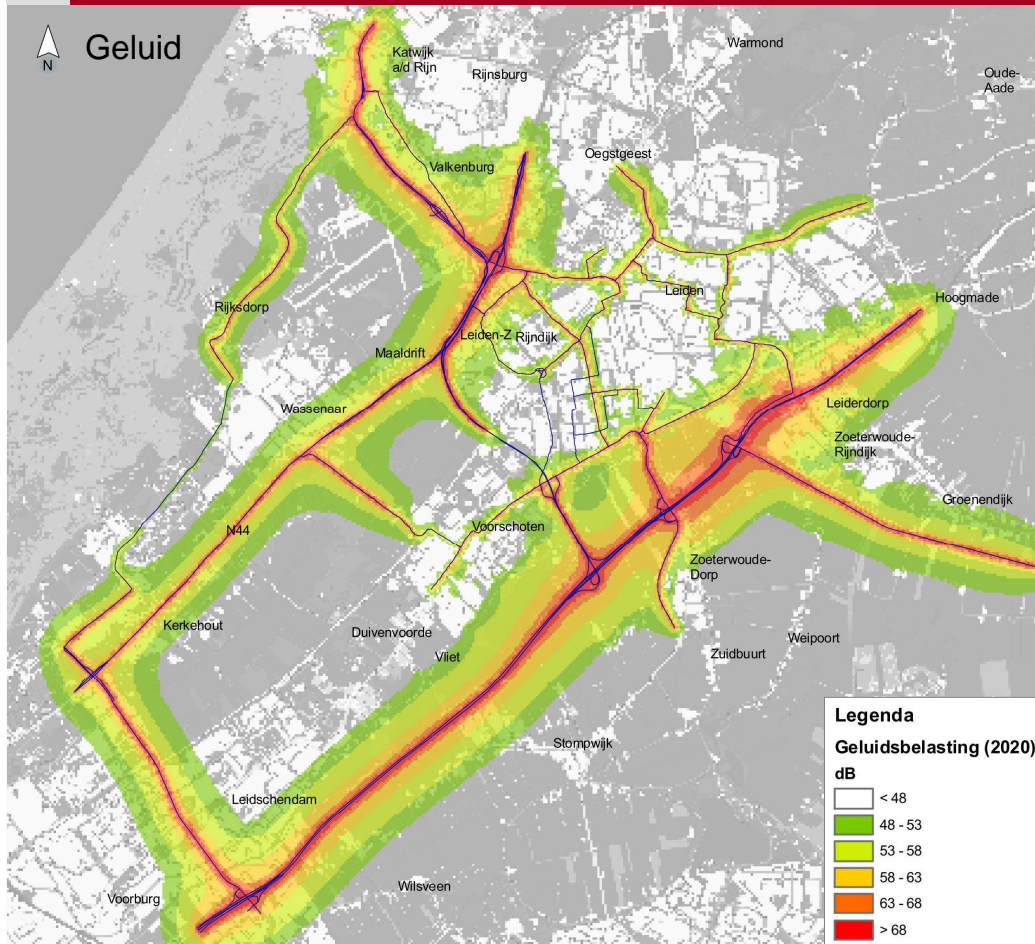 Geluid
N
Katwijk
a/d Rijn
Rijnsburg
Warmond
Oude-
Aade
Valkenburg
Oegstgeest
Rijksdorp
Leiden
Hoogmade
Maaldrift
Leiden-Z
Rijndijk
Wassenaar
Leiderdorp
Zoeterwoude-
Rijndijk
Groenendijk
N44
Voorschoten
Zoeterwoude-
Dorp
Kerkehout
Duivenvoorde
Vliet
Weipoort
Zuidbuurt
Stompwijk
Leidschendam
Wilsveen
Voorburg
Legenda
Geluidsbelasting (2020)
dB
< 48
48 - 53
53 - 58
58 - 63
63 - 68
> 68